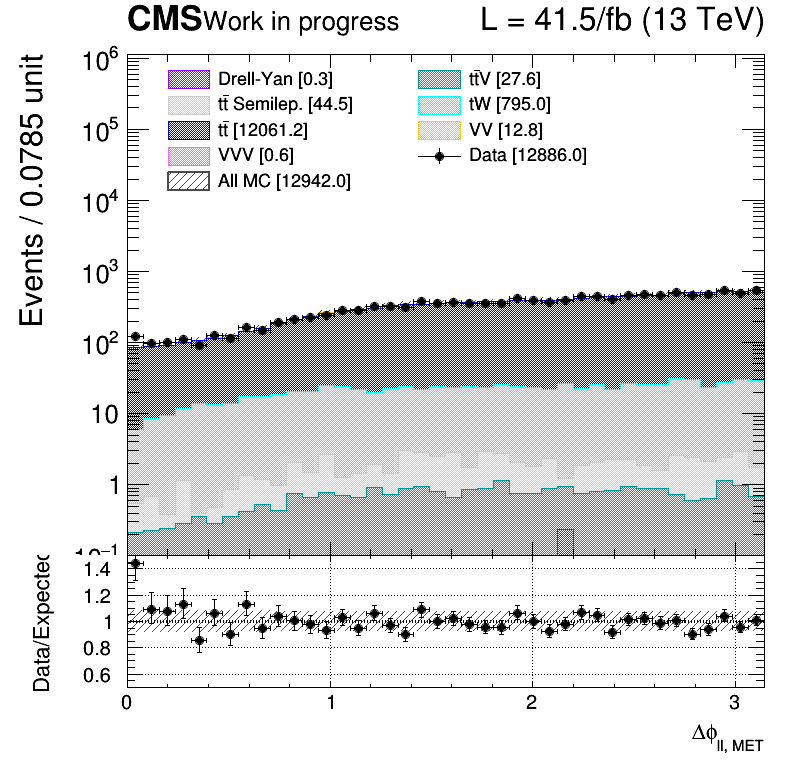 CMS Work in progress L = 41.5/fb (13 TeV)
Events / 0.0785 unit
10⁶
10⁵
10⁴
10³
10²
10
1
10⁻¹
Drell-Yan [0.3]
tt̄ Semilep. [44.5]
tt̄ [12061.2]
VVV [0.6]
All MC [12942.0]
tt̄V [27.6]
tW [795.0]
VV [12.8]
Data [12886.0]
Data/Expected
1.4
1.2
1
0.8
0.6
0 1 2 3
Δϕ_ll, MET